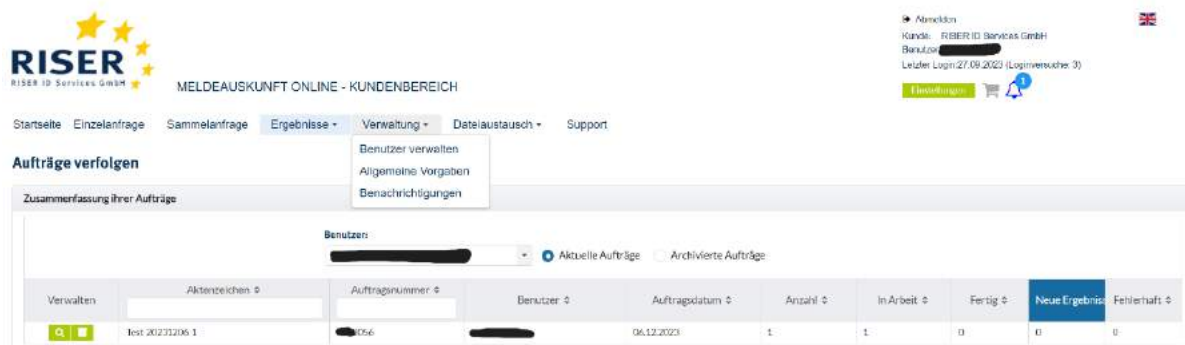 Abmelden
RISER
RISER ID Services GmbH
Kunde: RISER ID Services GmbH
Benutzer
Letzter Login:27.09.2023 (Loginversuche: 3)
MELDEAUSKUNFT ONLINE - KUNDENBEREICH
Einstellungen
1
Startseite Einzelanfrage Sammelanfrage Ergebnisse Verwaltung Dateiaustausch Support
Benutzer verwalten
Allgemeine Vorgaben
Benachrichtigungen
Aufträge verfolgen
Zusammenfassung ihrer Aufträge
Benutzer:
Aktuelle Aufträge Archivierte Aufträge
Verwalten Aktenzeichen Auftragsnummer Benutzer Auftragsdatum Anzahl In Arbeit Fertig Neue Ergebniss Fehlerhaft
Test 20231206 1 056 06.12.2023 1 1 0 0 0